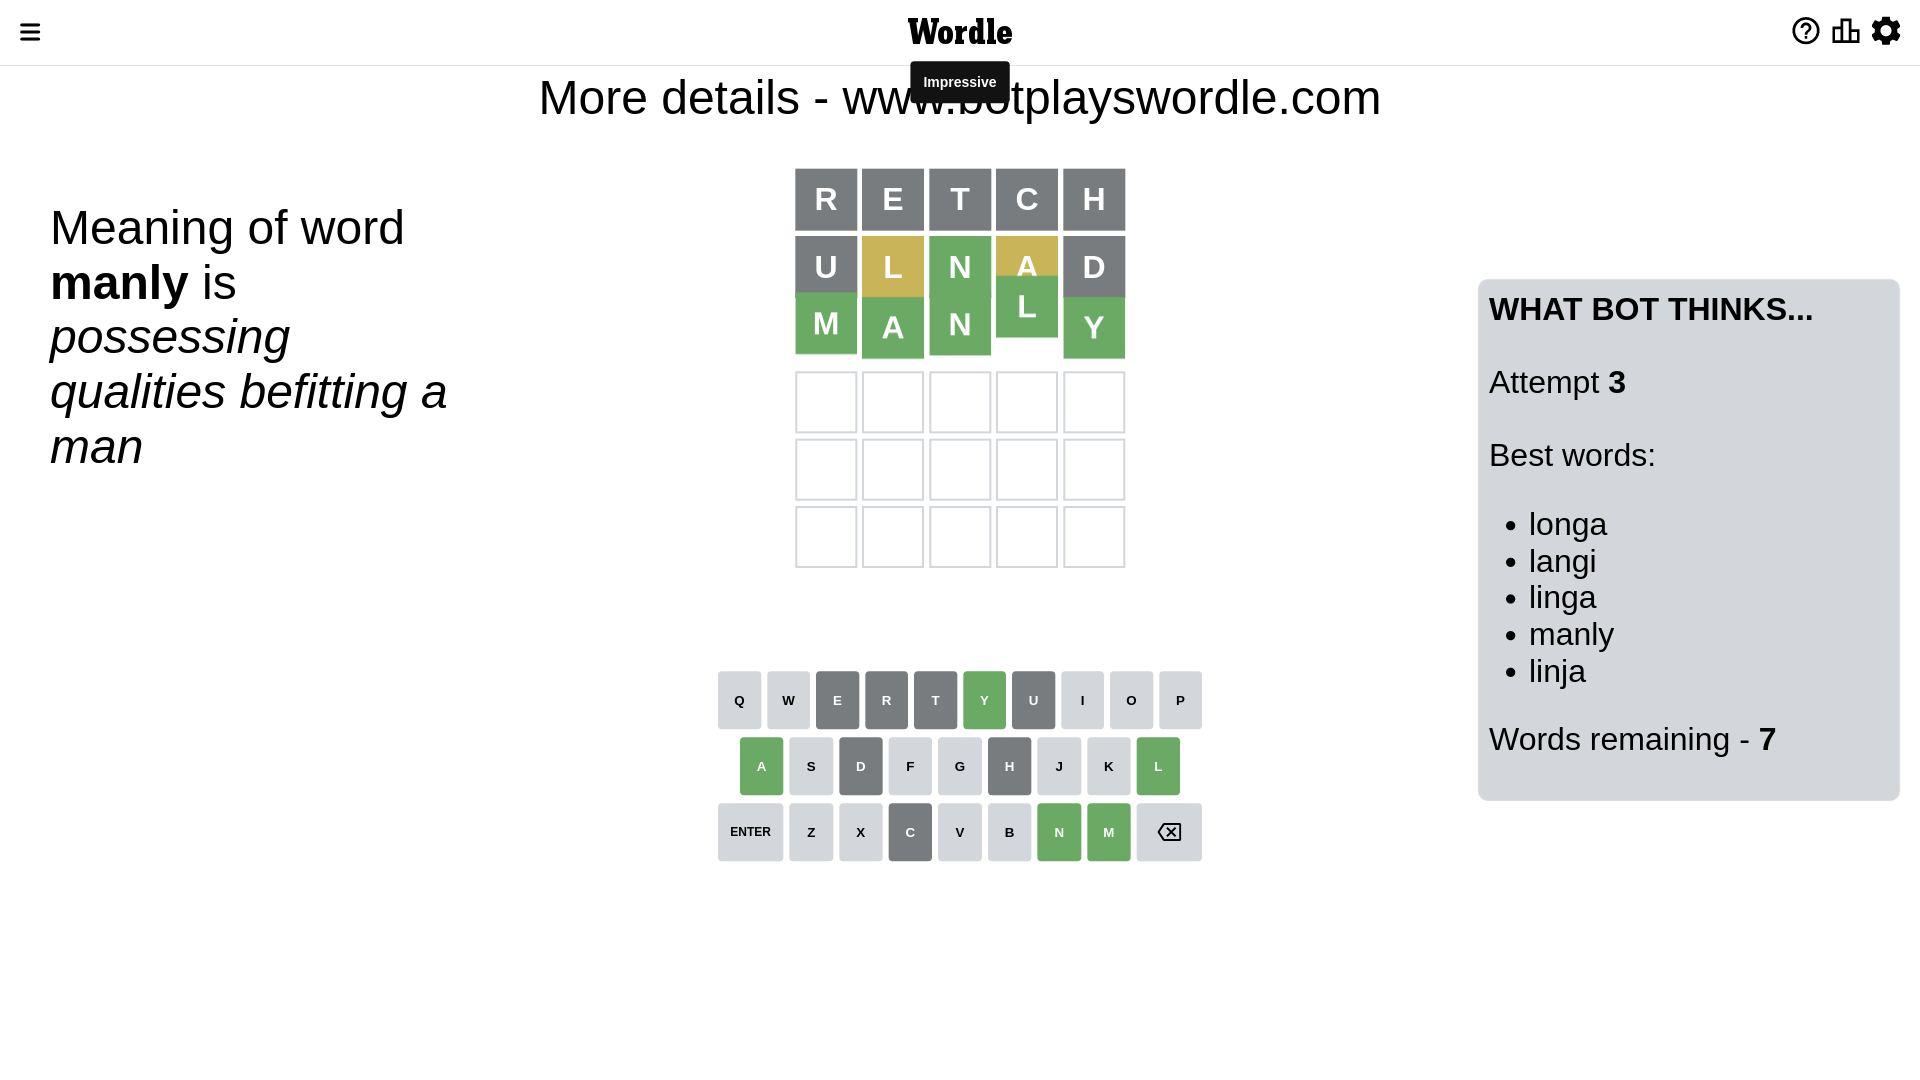 Wordle
Impressive
More details - www.botplayswordle.com
Meaning of word
manly is
possessing
qualities befitting a
man
R E T C H
U L N A D
M A N L Y
WHAT BOT THINKS...
Attempt 3
Best words:
• longa
• langi
• linga
• manly
• linja
Words remaining - 7
Q W E R T Y U I O P
A S D F G H J K L
ENTER Z X C V B N M